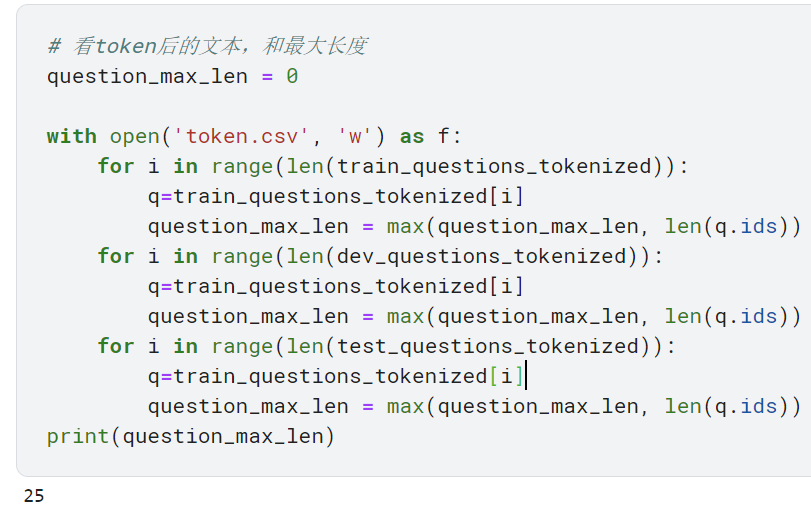 # 看token后的文本，和最大长度
question_max_len = 0

with open('token.csv', 'w') as f:
    for i in range(len(train_questions_tokenized)):
        q=train_questions_tokenized[i]
        question_max_len = max(question_max_len, len(q.ids))
    for i in range(len(dev_questions_tokenized)):
        q=train_questions_tokenized[i]
        question_max_len = max(question_max_len, len(q.ids))
    for i in range(len(test_questions_tokenized)):
        q=train_questions_tokenized[i]
        question_max_len = max(question_max_len, len(q.ids))
print(question_max_len)
25